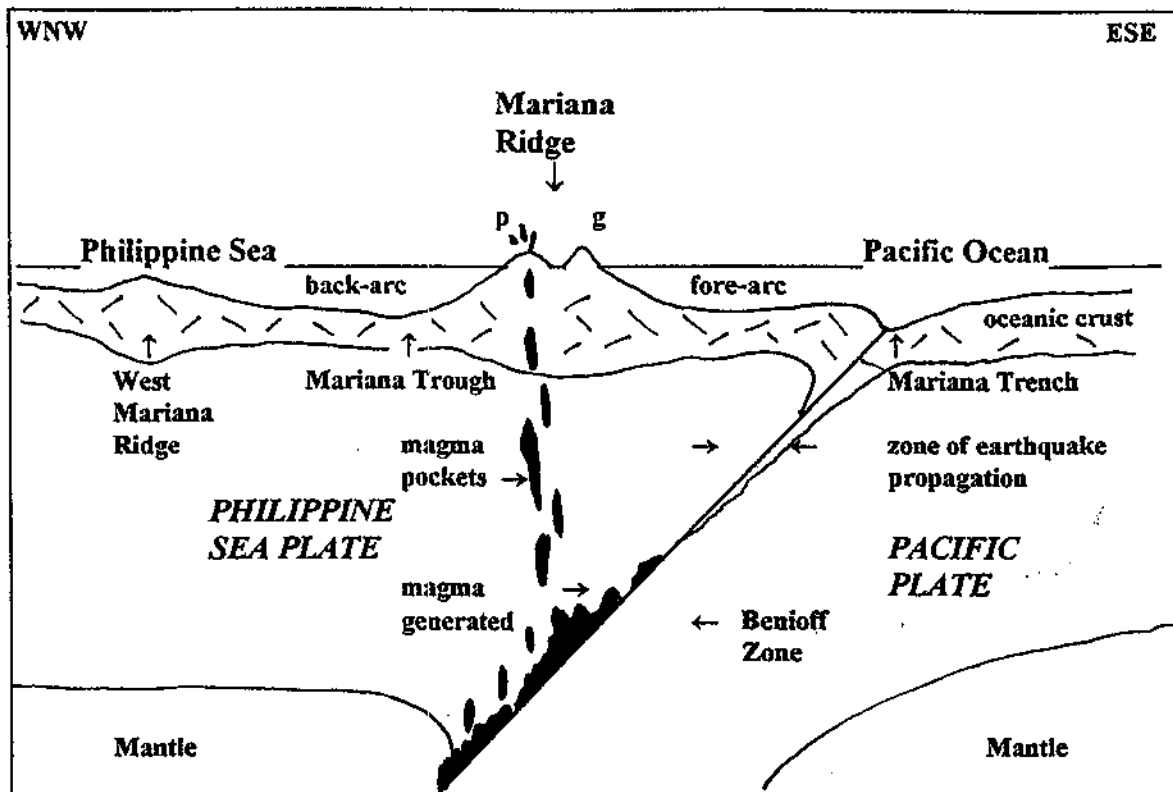 WNW
ESE
Mariana
Ridge
p
g
Philippine Sea
Pacific Ocean
back-arc
fore-arc
oceanic crust
West
Mariana
Ridge
Mariana Trough
Mariana Trench
magma
pockets
zone of earthquake
propagation
PHILIPPINE
SEA PLATE
PACIFIC
PLATE
magma
generated
Benioff
Zone
Mantle
Mantle